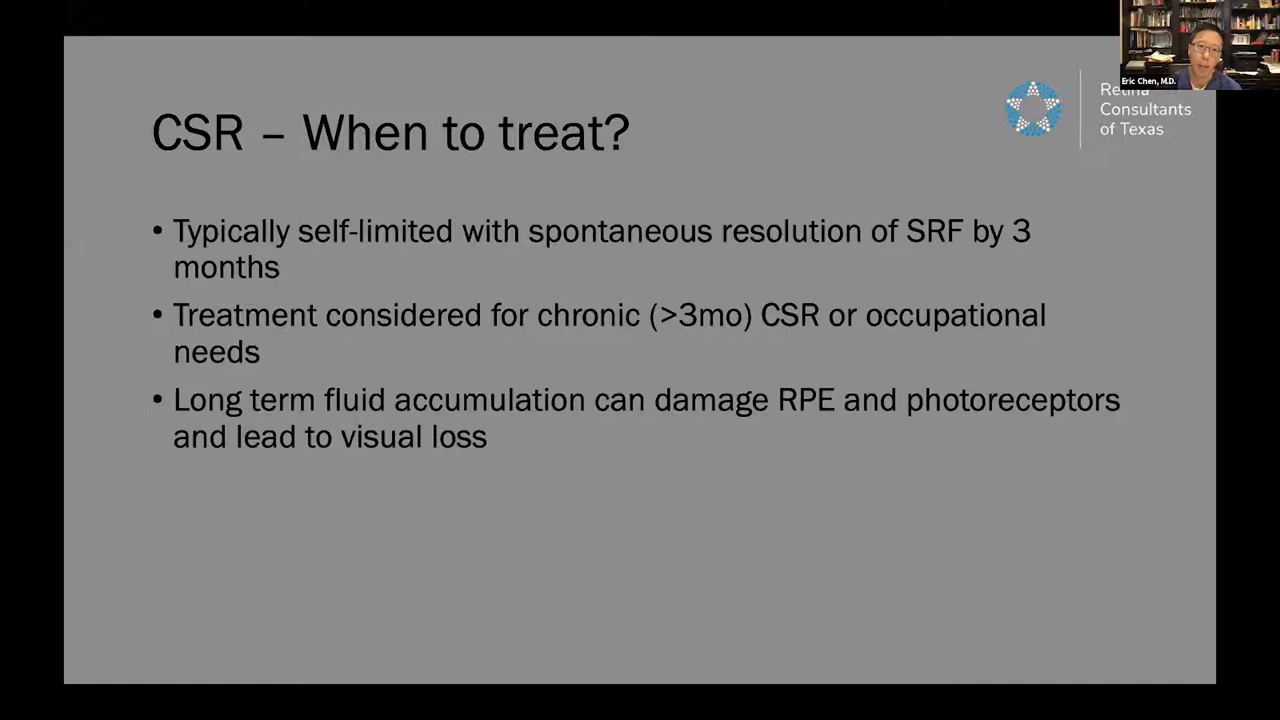 Eric Chen, M.D.
Retina
Consultants
of Texas
CSR – When to treat?
• Typically self-limited with spontaneous resolution of SRF by 3
months
• Treatment considered for chronic (>3mo) CSR or occupational
needs
• Long term fluid accumulation can damage RPE and photoreceptors
and lead to visual loss